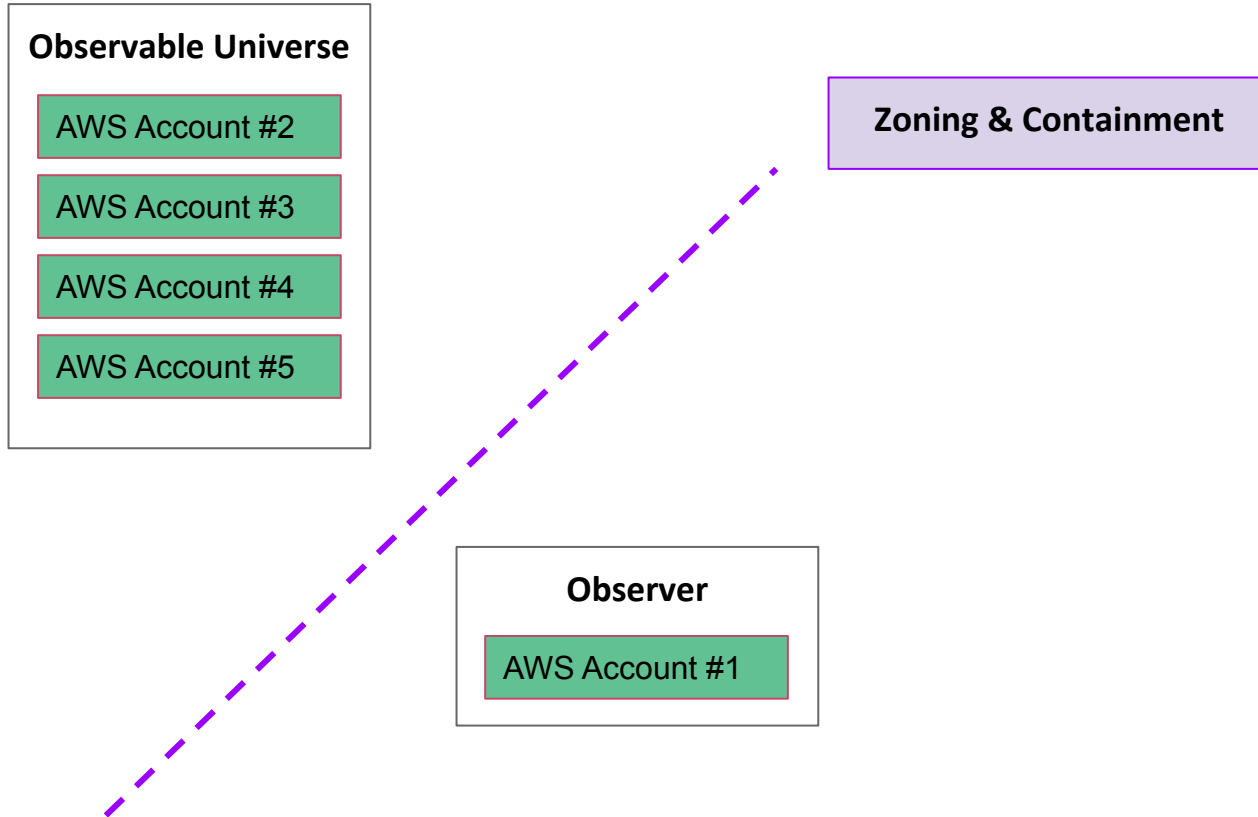 Observable Universe
AWS Account #2
AWS Account #3
AWS Account #4
AWS Account #5
Zoning & Containment
Observer
AWS Account #1